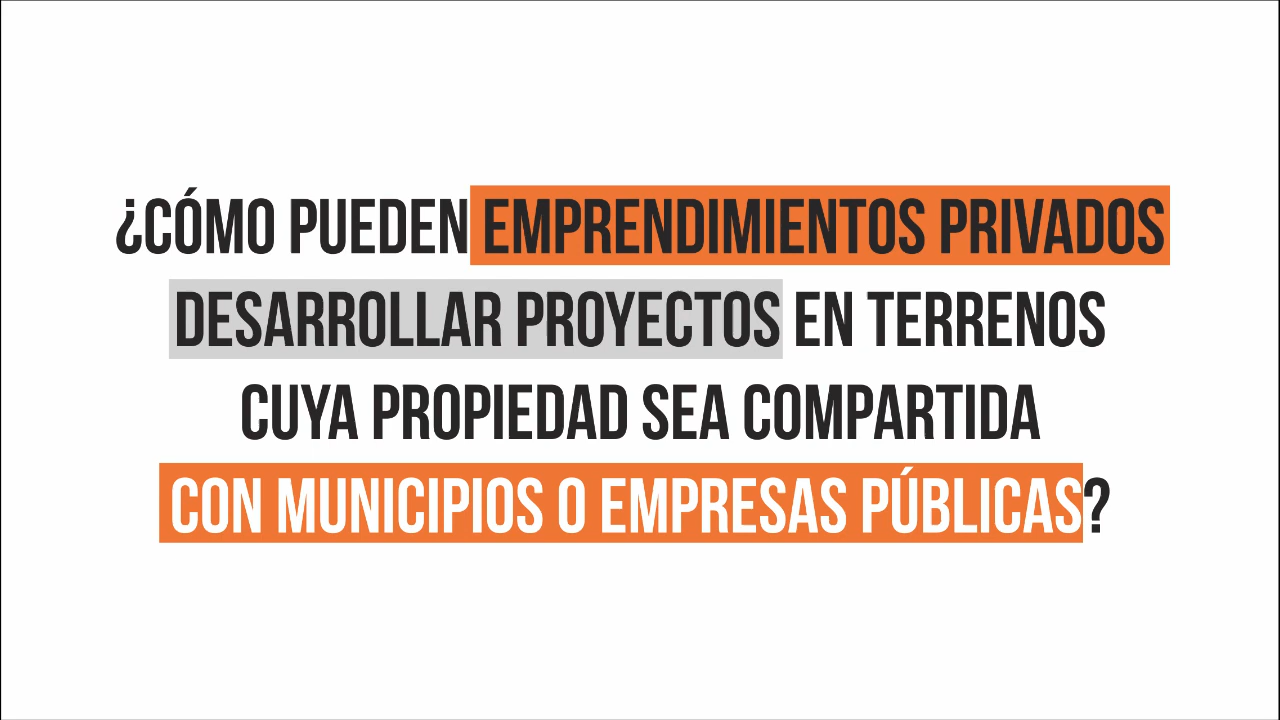 ¿CÓMO PUEDEN EMPRENDIMIENTOS PRIVADOS
DESARROLLAR PROYECTOS EN TERRENOS
CUYA PROPIEDAD SEA COMPARTIDA
CON MUNICIPIOS O EMPRESAS PÚBLICAS?